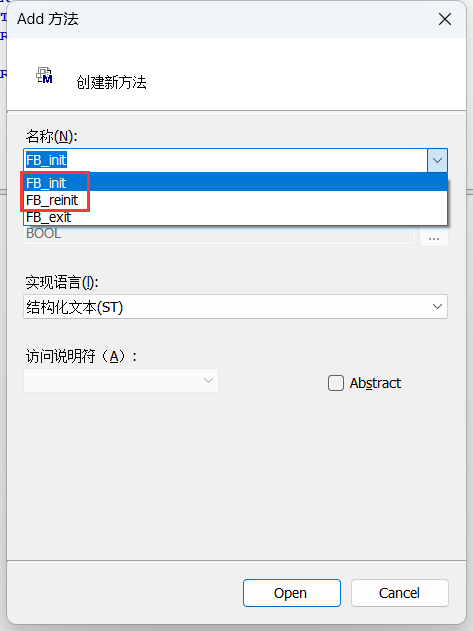 Add 方法
创建新方法
名称(N):
FB_init
FB_init
FB_reinit
FB_exit
BOOL
...
实现语言(I):
结构化文本(ST)
访问说明符（A）:
Abstract
Open
Cancel